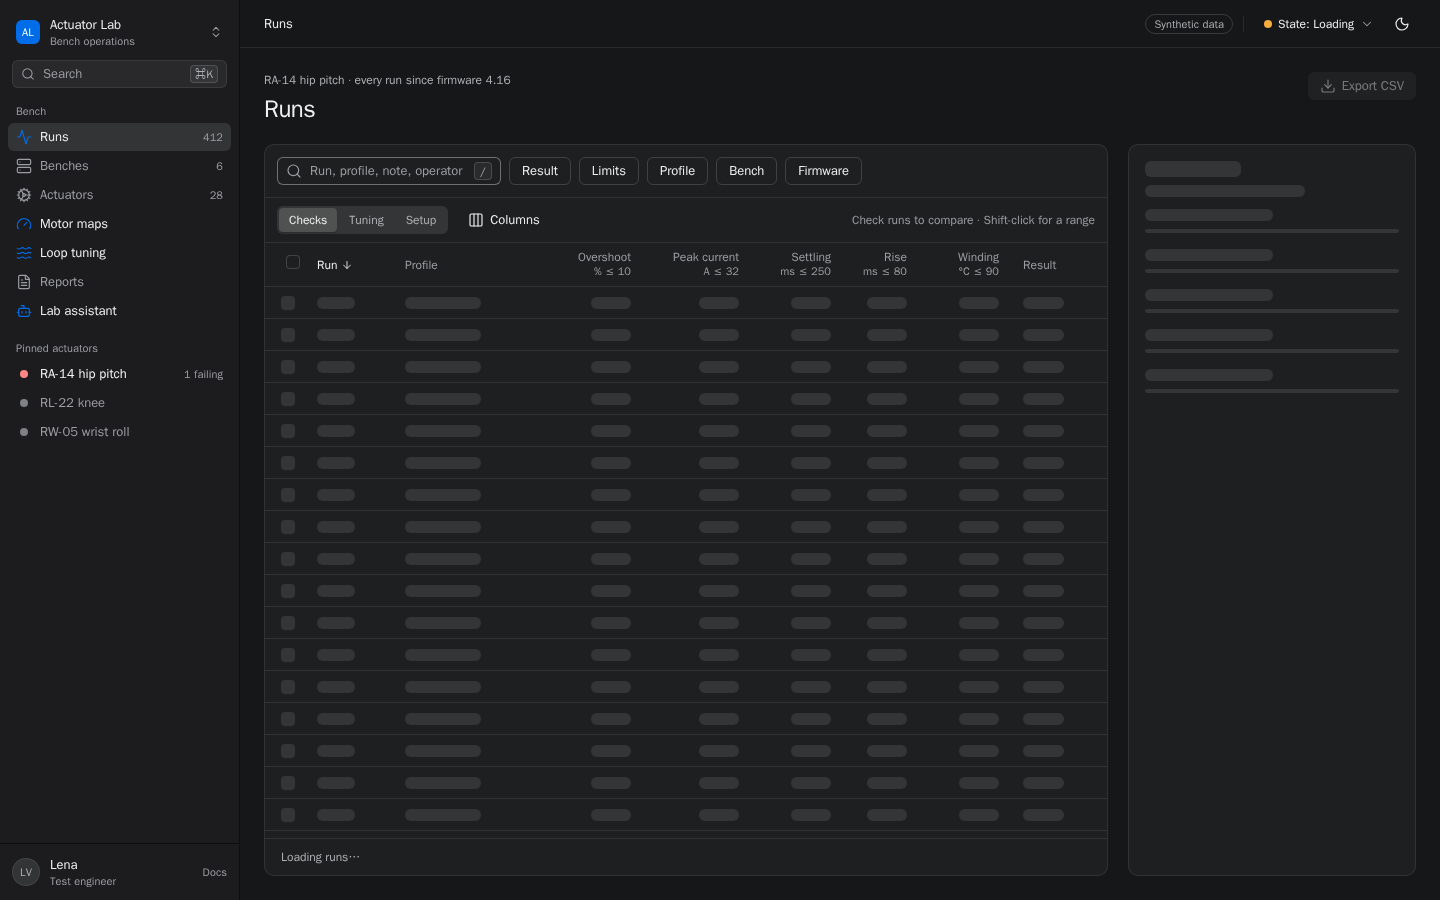 AL
Actuator Lab
Bench operations
Search
⌘K
Bench
Runs
412
Benches
6
Actuators
28
Motor maps
Loop tuning
Reports
Lab assistant
Pinned actuators
RA-14 hip pitch
1 failing
RL-22 knee
RW-05 wrist roll
LV
Lena
Test engineer
Docs
Runs
Synthetic data
State: Loading
RA-14 hip pitch · every run since firmware 4.16
Runs
Export CSV
Run, profile, note, operator
/
Result
Limits
Profile
Bench
Firmware
Checks
Tuning
Setup
Columns
Check runs to compare · Shift-click for a range
Run ↓
Profile
Overshoot
% ≤ 10
Peak current
A ≤ 32
Settling
ms ≤ 250
Rise
ms ≤ 80
Winding
°C ≤ 90
Result
Loading runs…